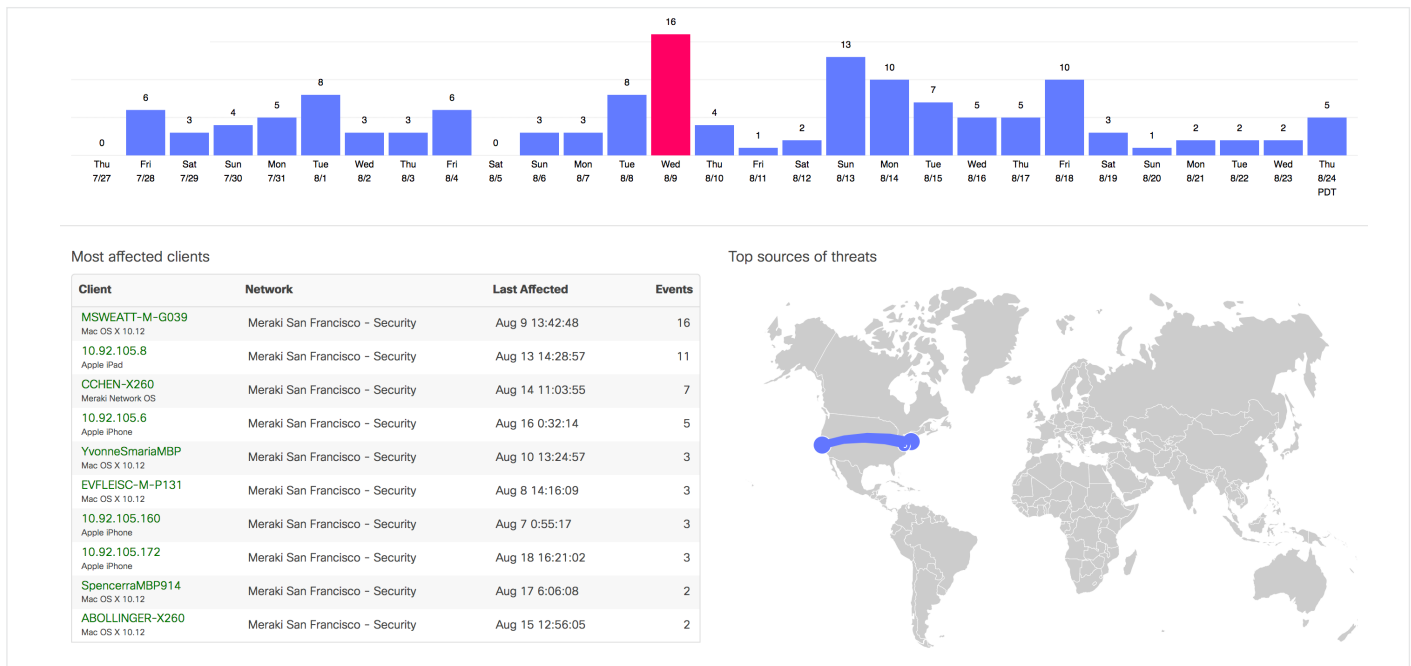 16
13
10
10
8
8
7
6
6
5
5
5
5
4
4
3
3
3
3
3
3
2
2
2
2
1
1
0
0
Thu Fri Sat Sun Mon Tue Wed Thu Fri Sat Sun Mon Tue Wed Thu Fri Sat Sun Mon Tue Wed Thu Fri Sat Sun Mon Tue Wed Thu
7/27 7/28 7/29 7/30 7/31 8/1 8/2 8/3 8/4 8/5 8/6 8/7 8/8 8/9 8/10 8/11 8/12 8/13 8/14 8/15 8/16 8/17 8/18 8/19 8/20 8/21 8/22 8/23 8/24
PDT
Most affected clients
Top sources of threats
Client Network Last Affected Events
MSWEATT-M-G039
Mac OS X 10.12
Meraki San Francisco - Security Aug 9 13:42:48 16
10.92.105.8
Apple iPad
Meraki San Francisco - Security Aug 13 14:28:57 11
CCHEN-X260
Meraki Network OS
Meraki San Francisco - Security Aug 14 11:03:55 7
10.92.105.6
Apple iPhone
Meraki San Francisco - Security Aug 16 0:32:14 5
YvonneSmariaMBP
Mac OS X 10.12
Meraki San Francisco - Security Aug 10 13:24:57 3
EVFLEISC-M-P131
Mac OS X 10.12
Meraki San Francisco - Security Aug 8 14:16:09 3
10.92.105.160
Apple iPhone
Meraki San Francisco - Security Aug 7 0:55:17 3
10.92.105.172
Apple iPhone
Meraki San Francisco - Security Aug 18 16:21:02 3
SpencerraMBP914
Mac OS X 10.12
Meraki San Francisco - Security Aug 17 6:06:08 2
ABOLLINGER-X260
Mac OS X 10.12
Meraki San Francisco - Security Aug 15 12:56:05 2